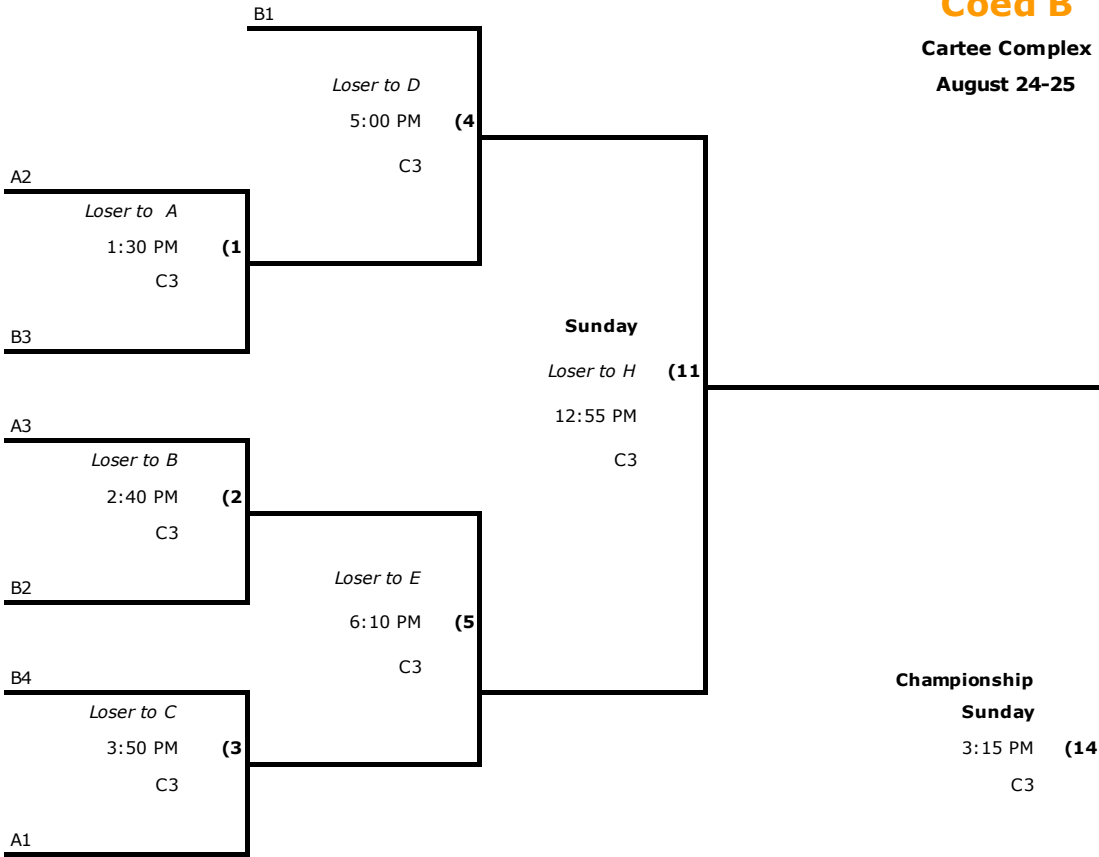 B1
Coed B
Cartee Complex
August 24-25
Loser to D
5:00 PM (4
C3
A2
Loser to A
1:30 PM (1
C3
B3
Sunday
Loser to H (11
12:55 PM
C3
A3
Loser to B
2:40 PM (2
C3
B2
Loser to E
6:10 PM (5
C3
B4
Loser to C
3:50 PM (3
C3
A1
Championship
Sunday
3:15 PM (14
C3